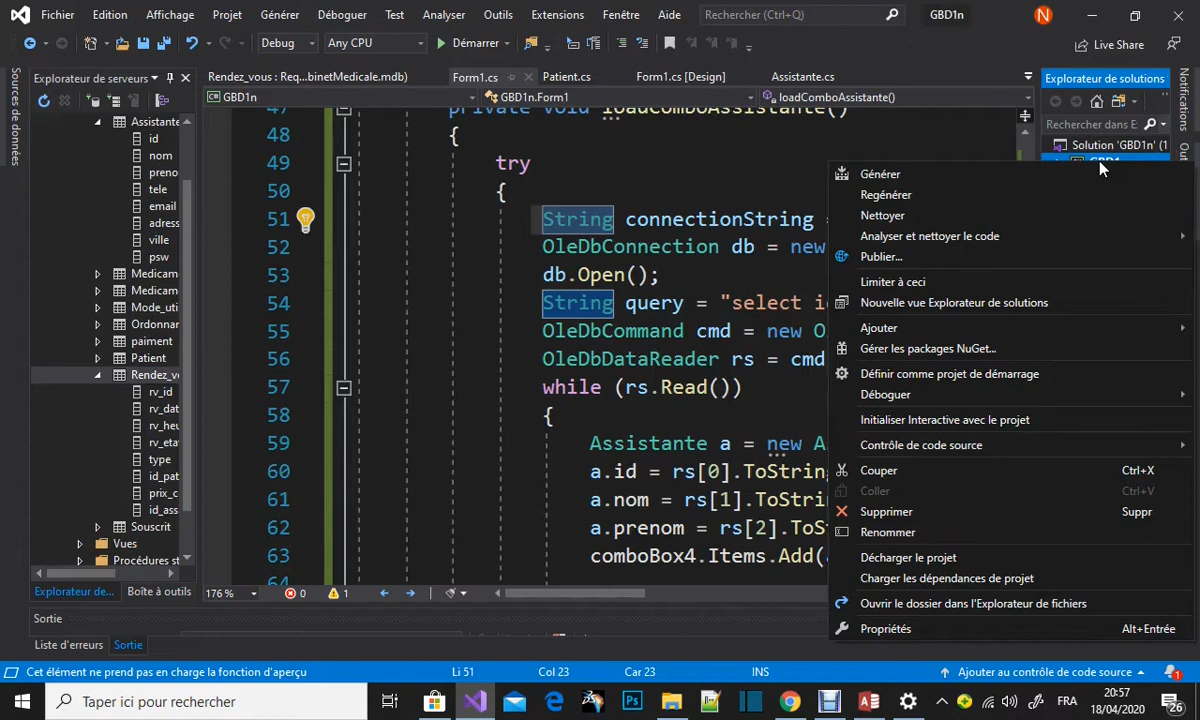 Fichier Edition Affichage Projet Générer Déboguer Test Analyser Outils Extensions Fenêtre Aide Rechercher (Ctrl+Q) GBD1n N
Debug Any CPU Démarrer Live Share
Sources de données
Explorateur de serveurs
Rendez_vous : Req...binetMedicale.mdb) Form1.cs Patient.cs Form1.cs [Design] Assistante.cs
Explorateur de solutions
GBD1n GBD1n.Form1 loadComboAssistante()
Rechercher dans E
Solution 'GBD1n' (1
Assistante
id
nom
preno
tele
email
adress
ville
psw
Medicam
Medicam
Mode_uti
Ordonnar
paiment
Patient
Rendez_vo
rv_id
rv_dat
rv_heu
rv_etat
type
id_pat
prix_c
id_ass
Souscrit
Vues
Procédures st
Explorateur de... Boîte à outils
47 private void loadComboAssistante()
48 {
49 try
50 {
51 String connectionString =
52 OleDbConnection db = new
53 db.Open();
54 String query = "select id
55 OleDbCommand cmd = new O
56 OleDbDataReader rs = cmd
57 while (rs.Read())
58 {
59 Assistante a = new As
60 a.id = rs[0].ToString
61 a.nom = rs[1].ToStrin
62 a.prenom = rs[2].ToSt
63 comboBox4.Items.Add(a
64
Générer
Regénérer
Nettoyer
Analyser et nettoyer le code
Publier...
Limiter à ceci
Nouvelle vue Explorateur de solutions
Ajouter
Gérer les packages NuGet...
Définir comme projet de démarrage
Déboguer
Initialiser Interactive avec le projet
Contrôle de code source
Couper Ctrl+X
Coller Ctrl+V
Supprimer Suppr
Renommer
Décharger le projet
Charger les dépendances du projet
Ouvrir le dossier dans l'Explorateur de fichiers
Propriétés Alt+Entrée
176 % 0 1
Sortie
Liste d'erreurs Sortie
Cet élément ne prend pas en charge la fonction d'aperçu Li 51 Col 23 Car 23 INS Ajouter au contrôle de code source 1
Taper ici pour rechercher
Ps
FRA
20:57
18/04/2020
26